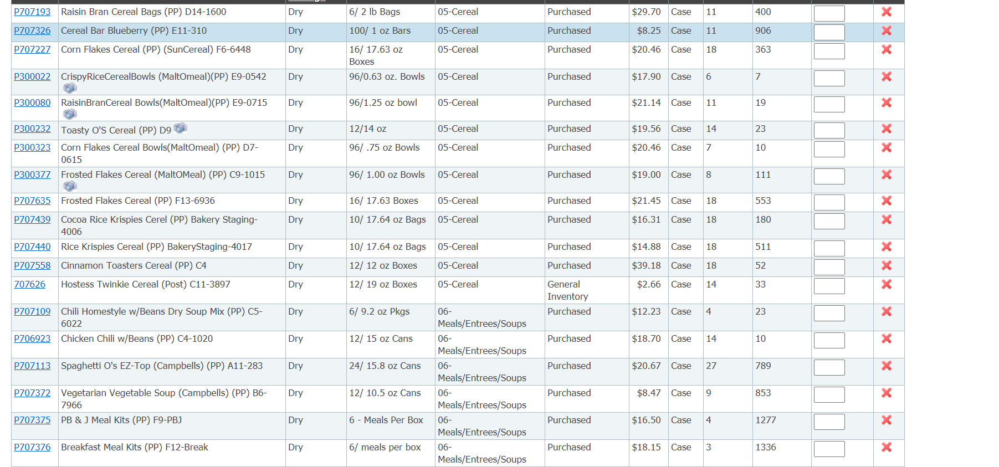 P707193 Raisin Bran Cereal Bags (PP) D14-1600 Dry 6/ 2 lb Bags 05-Cereal Purchased $29.70 Case 11 400
P707326 Cereal Bar Blueberry (PP) E11-310 Dry 100/ 1 oz Bars 05-Cereal Purchased $8.25 Case 11 906
P707227 Corn Flakes Cereal (PP) (SunCereal) F6-6448 Dry 16/ 17.63 oz 05-Cereal Purchased $20.46 Case 18 363
Boxes
P300022 CrispyRiceCerealBowls (MaltOmeal)(PP) E9-0542 Dry 96/0.63 oz. Bowls 05-Cereal Purchased $17.90 Case 6 7
P300080 RaisinBranCereal Bowls(MaltOmeal)(PP) E9-0715 Dry 96/1.25 oz bowl 05-Cereal Purchased $21.14 Case 11 19
P300232 Toasty O'S Cereal (PP) D9 Dry 12/14 oz 05-Cereal Purchased $19.56 Case 14 23
P300323 Corn Flakes Cereal Bowls(MaltOmeal) (PP) D7- Dry 96/ .75 oz Bowls 05-Cereal Purchased $20.46 Case 7 10
0615
P300377 Frosted Flakes Cereal (MaltOMeal) (PP) C9-1015 Dry 96/ 1.00 oz Bowls 05-Cereal Purchased $19.00 Case 8 111
P707635 Frosted Flakes Cereal (PP) F13-6936 Dry 16/ 17.63 Boxes 05-Cereal Purchased $21.45 Case 18 553
P707439 Cocoa Rice Krispies Cerel (PP) Bakery Staging- Dry 10/ 17.64 oz Bags 05-Cereal Purchased $16.31 Case 18 180
4006
P707440 Rice Krispies Cereal (PP) BakeryStaging-4017 Dry 10/ 17.64 oz Bags 05-Cereal Purchased $14.88 Case 18 511
P707558 Cinnamon Toasters Cereal (PP) C4 Dry 12/ 12 oz Boxes 05-Cereal Purchased $39.18 Case 18 52
707626 Hostess Twinkie Cereal (Post) C11-3897 Dry 12/ 19 oz Boxes 05-Cereal General $2.66 Case 14 33
Inventory
P707109 Chili Homestyle w/Beans Dry Soup Mix (PP) C5- Dry 6/ 9.2 oz Pkgs 06- Purchased $12.23 Case 4 23
6022 Meals/Entrees/Soups
P706923 Chicken Chili w/Beans (PP) C4-1020 Dry 12/ 15 oz Cans 06- Purchased $18.70 Case 14 10
Meals/Entrees/Soups
P707113 Spaghetti O's EZ-Top (Campbells) (PP) A11-283 Dry 24/ 15.8 oz Cans 06- Purchased $20.67 Case 27 789
Meals/Entrees/Soups
P707372 Vegetarian Vegetable Soup (Campbells) (PP) B6- Dry 12/ 10.5 oz Cans 06- Purchased $8.47 Case 9 853
7966 Meals/Entrees/Soups
P707375 PB & J Meal Kits (PP) F9-PBJ Dry 6 - Meals Per Box 06- Purchased $16.50 Case 4 1277
Meals/Entrees/Soups
P707376 Breakfast Meal Kits (PP) F12-Break Dry 6/ meals per box 06- Purchased $18.15 Case 3 1336
Meals/Entrees/Soups